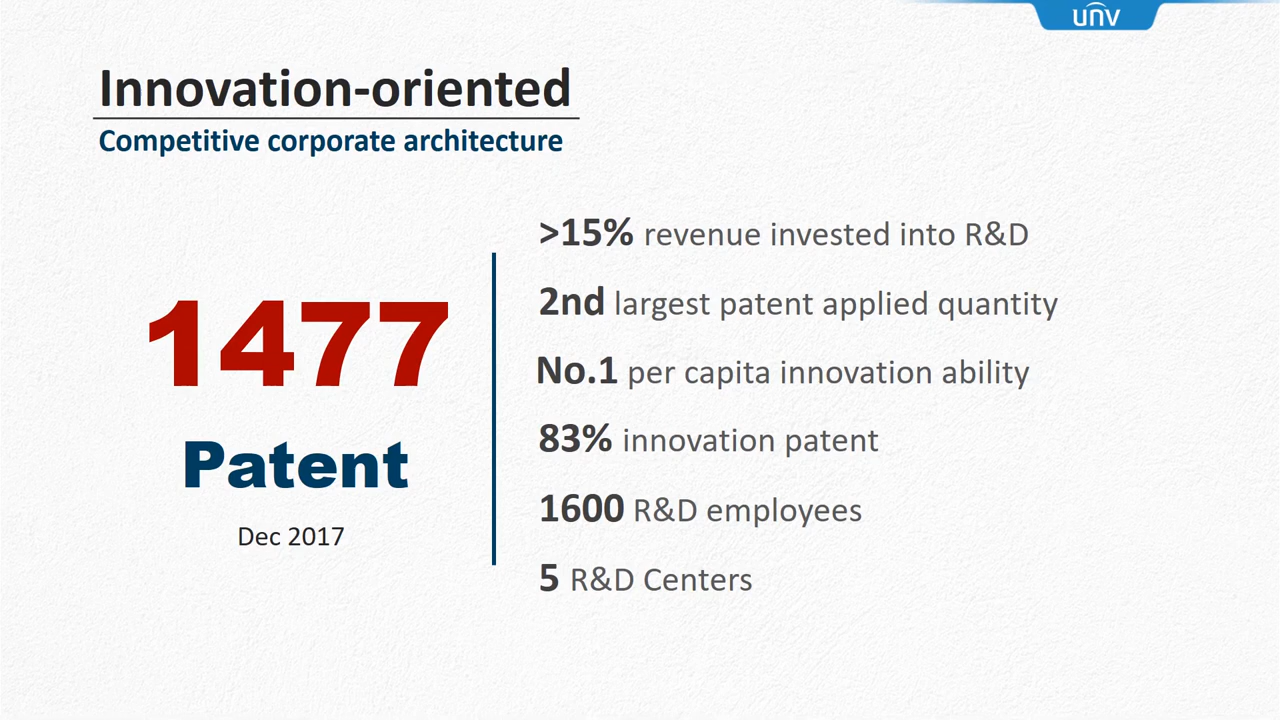 unv
Innovation-oriented
Competitive corporate architecture
1477
Patent
Dec 2017
>15% revenue invested into R&D
2nd largest patent applied quantity
No.1 per capita innovation ability
83% innovation patent
1600 R&D employees
5 R&D Centers